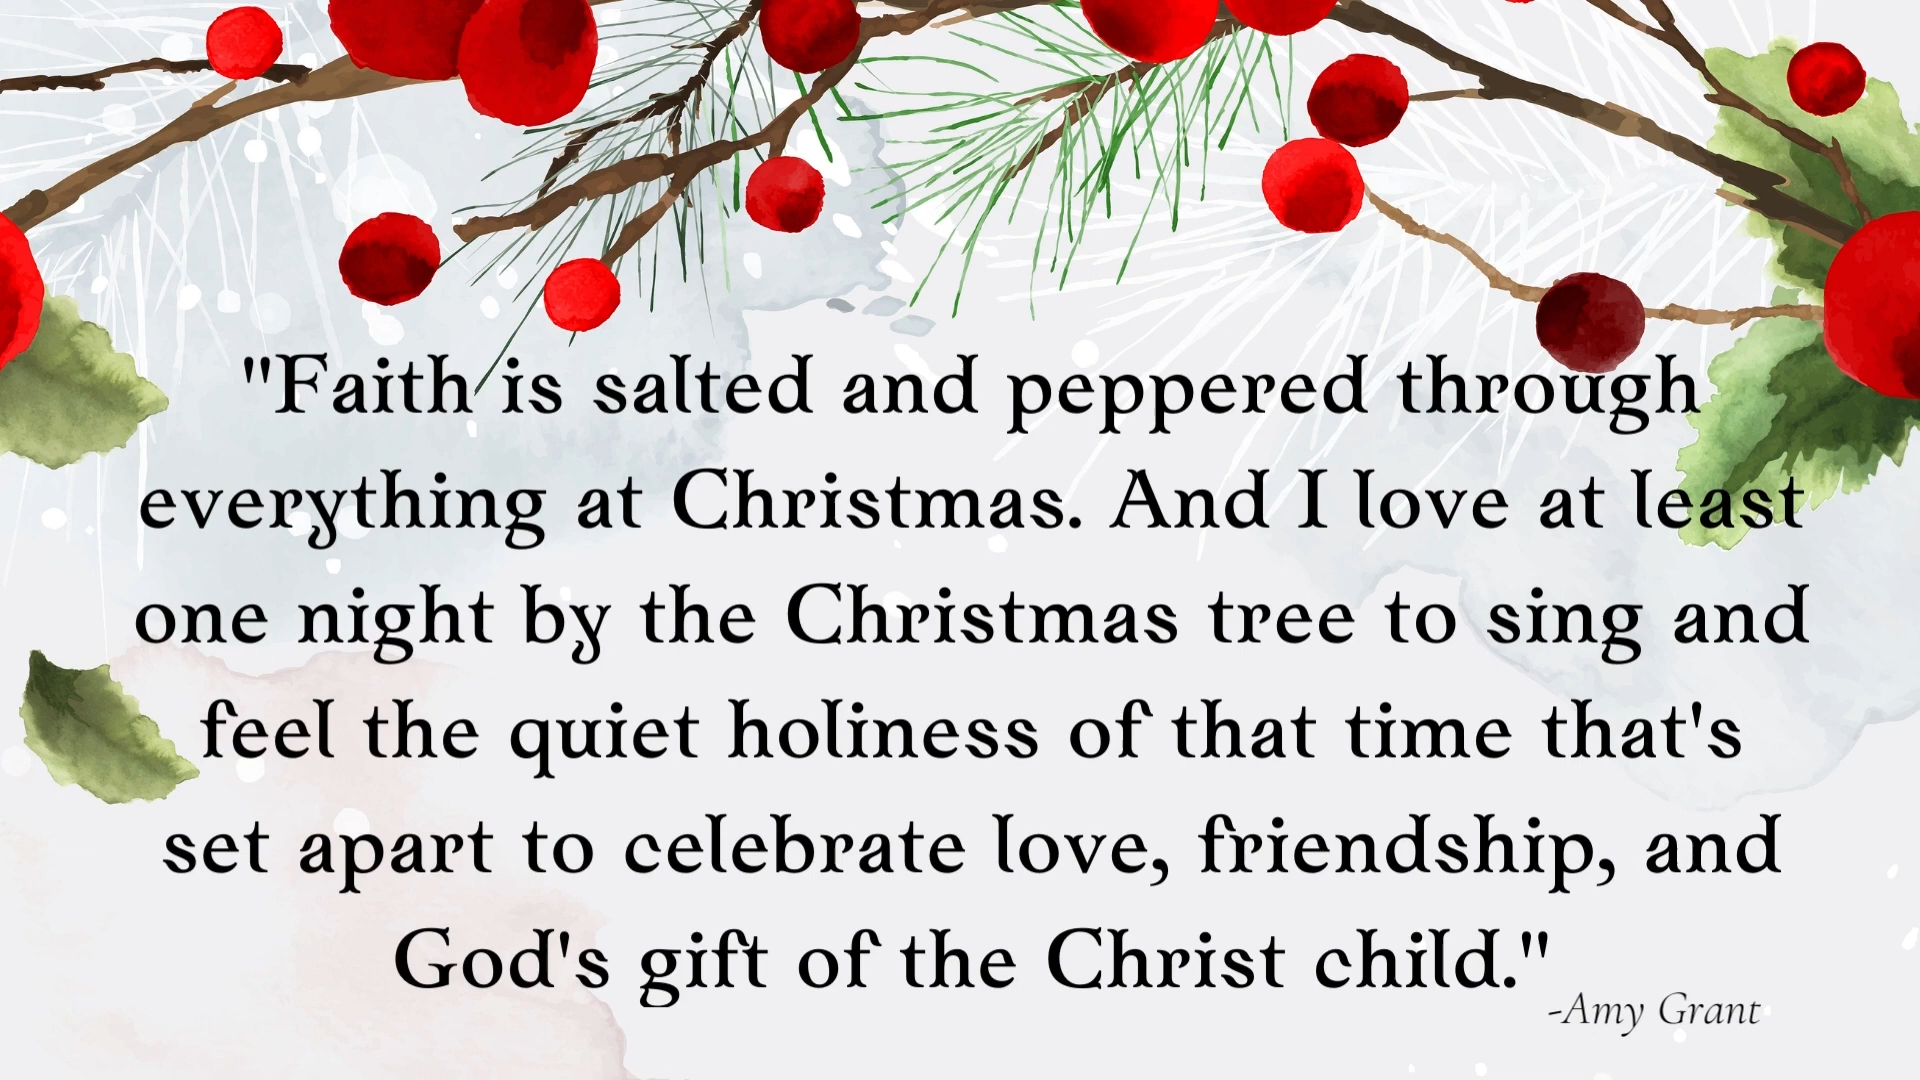 "Faith is salted and peppered through
everything at Christmas. And I love at least
one night by the Christmas tree to sing and
feel the quiet holiness of that time that's
set apart to celebrate love, friendship, and
God's gift of the Christ child."
-Amy Grant